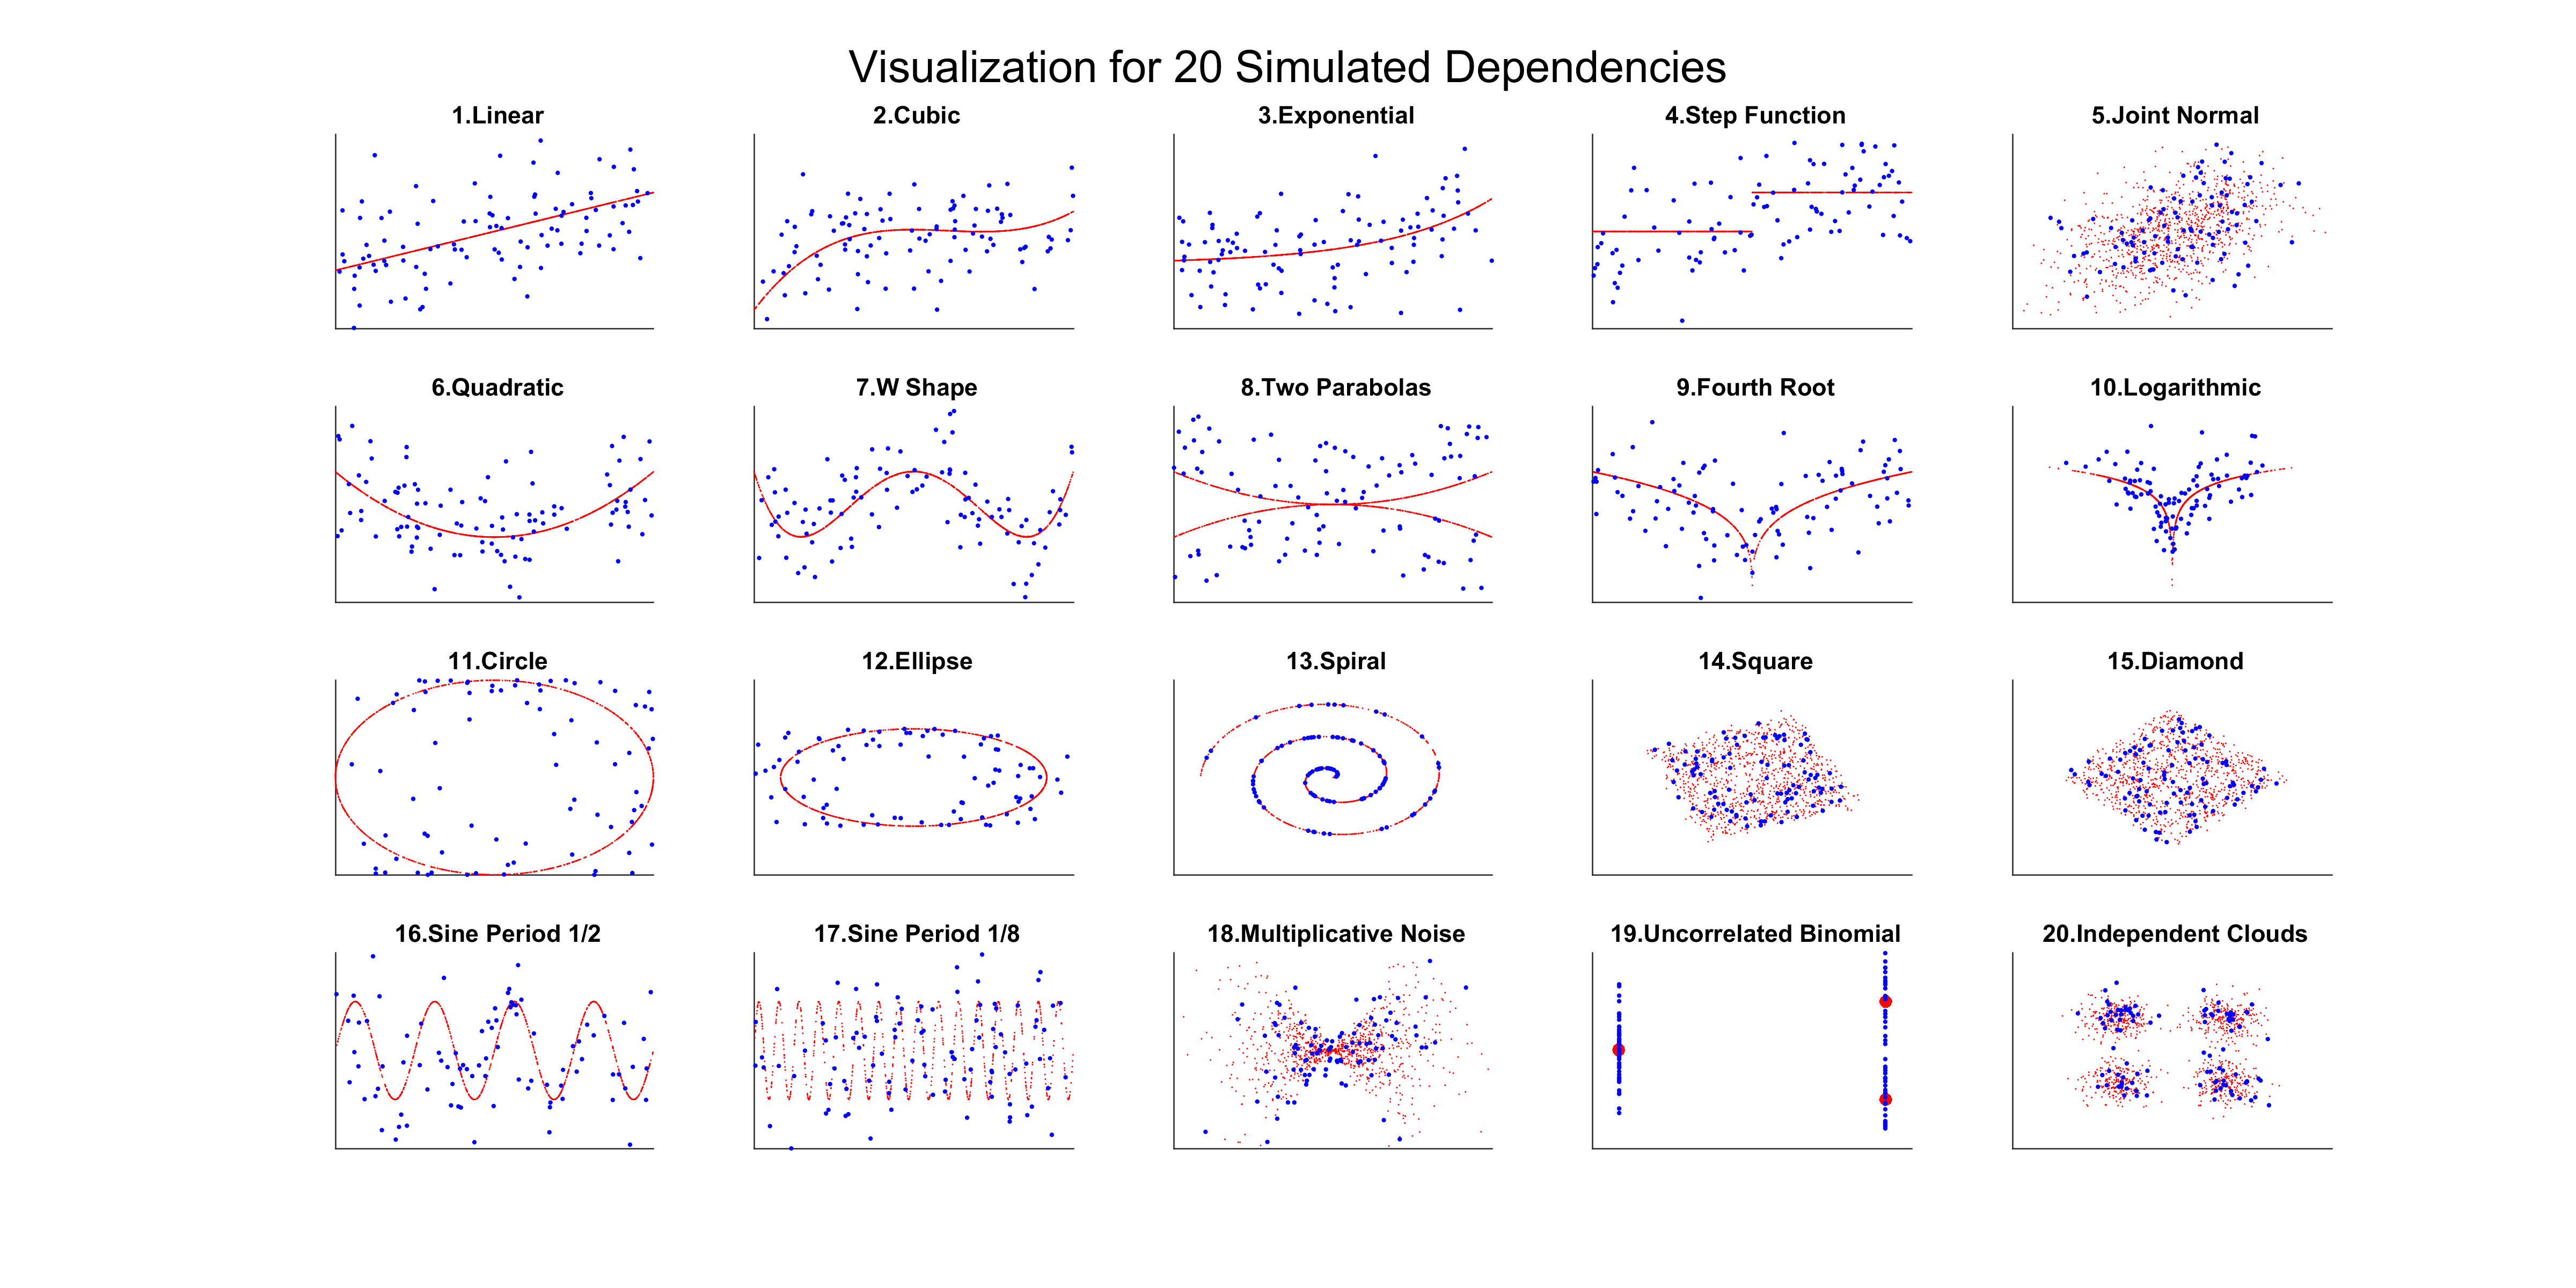 Visualization for 20 Simulated Dependencies
1.Linear
2.Cubic
3.Exponential
4.Step Function
5.Joint Normal
6.Quadratic
7.W Shape
8.Two Parabolas
9.Fourth Root
10.Logarithmic
11.Circle
12.Ellipse
13.Spiral
14.Square
15.Diamond
16.Sine Period 1/2
17.Sine Period 1/8
18.Multiplicative Noise
19.Uncorrelated Binomial
20.Independent Clouds